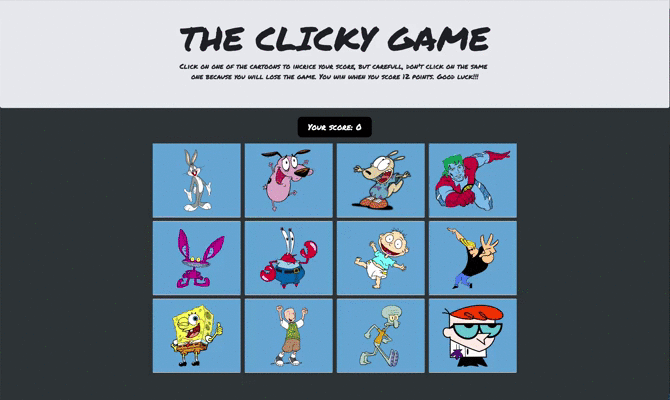 THE CLICKY GAME
Click on one of the cartoons to incrice your score, but carefull, don't click on the same
one because you will lose the game. You win when you score 12 points. Good luck!!!
Your score: 0